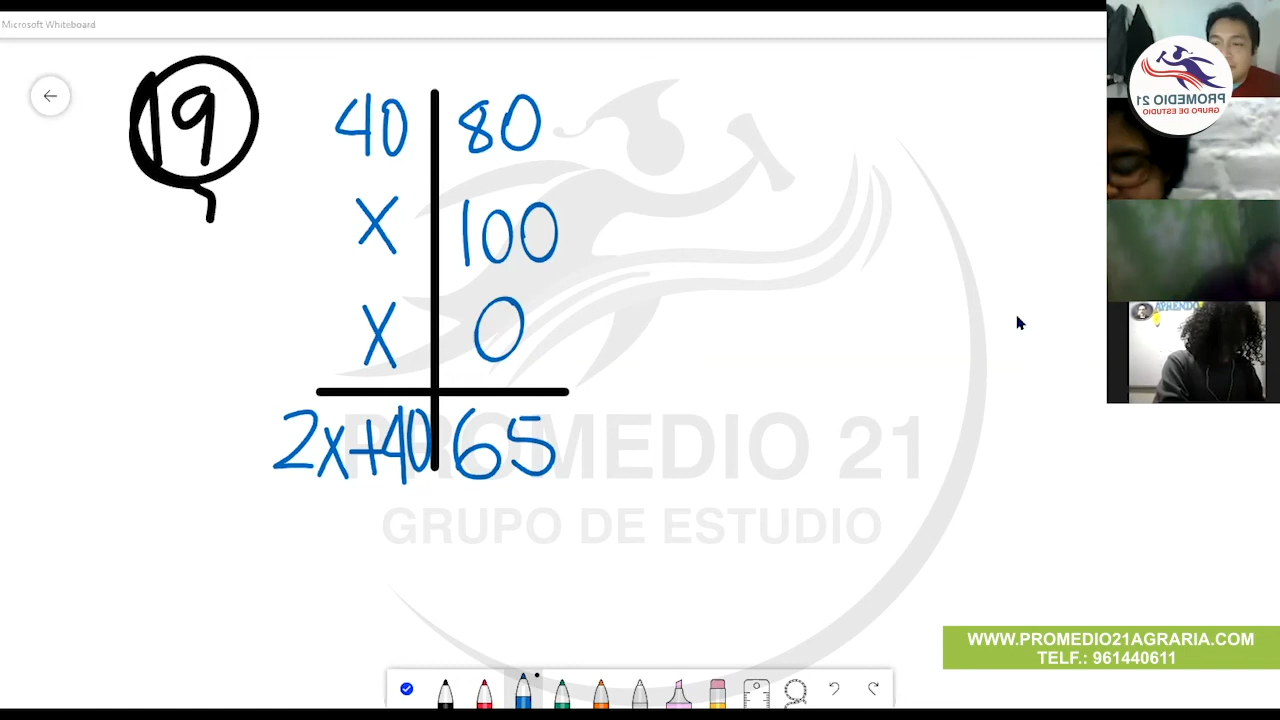 Microsoft Whiteboard
19
40 80
x 100
x 0
2x+40 65
PROMEDIO 21
GRUPO DE ESTUDIO
PROMEDIO 21
GRUPO DE ESTUDIO
APRENDO
WWW.PROMEDIO21AGRARIA.COM
TELF.: 961440611